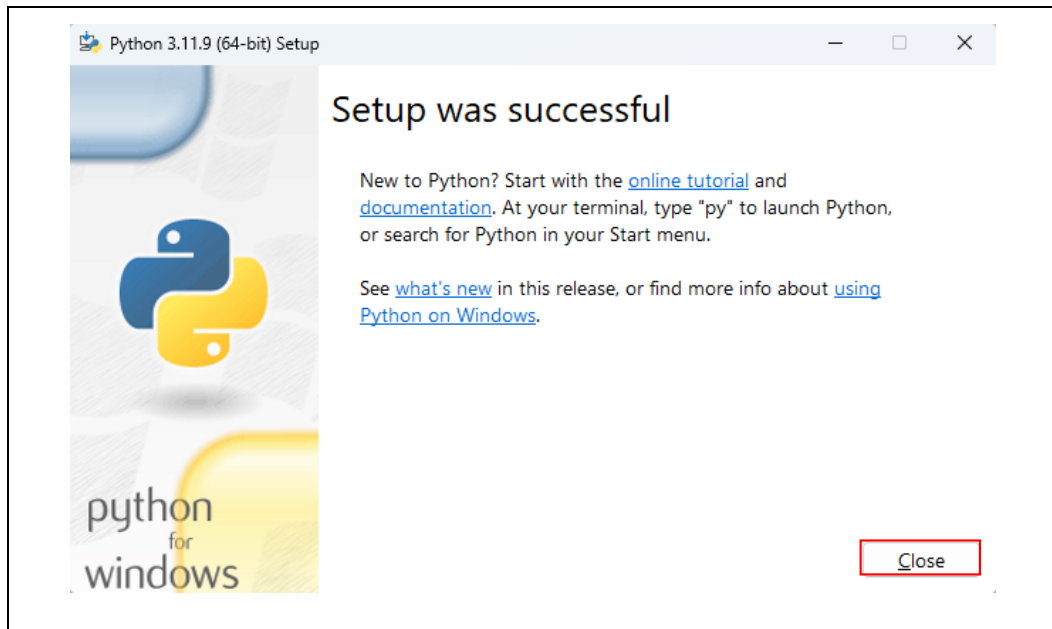 Python 3.11.9 (64-bit) Setup
Setup was successful
New to Python? Start with the online tutorial and
documentation. At your terminal, type "py" to launch Python,
or search for Python in your Start menu.
See what's new in this release, or find more info about using
Python on Windows.
python
for
windows
Close